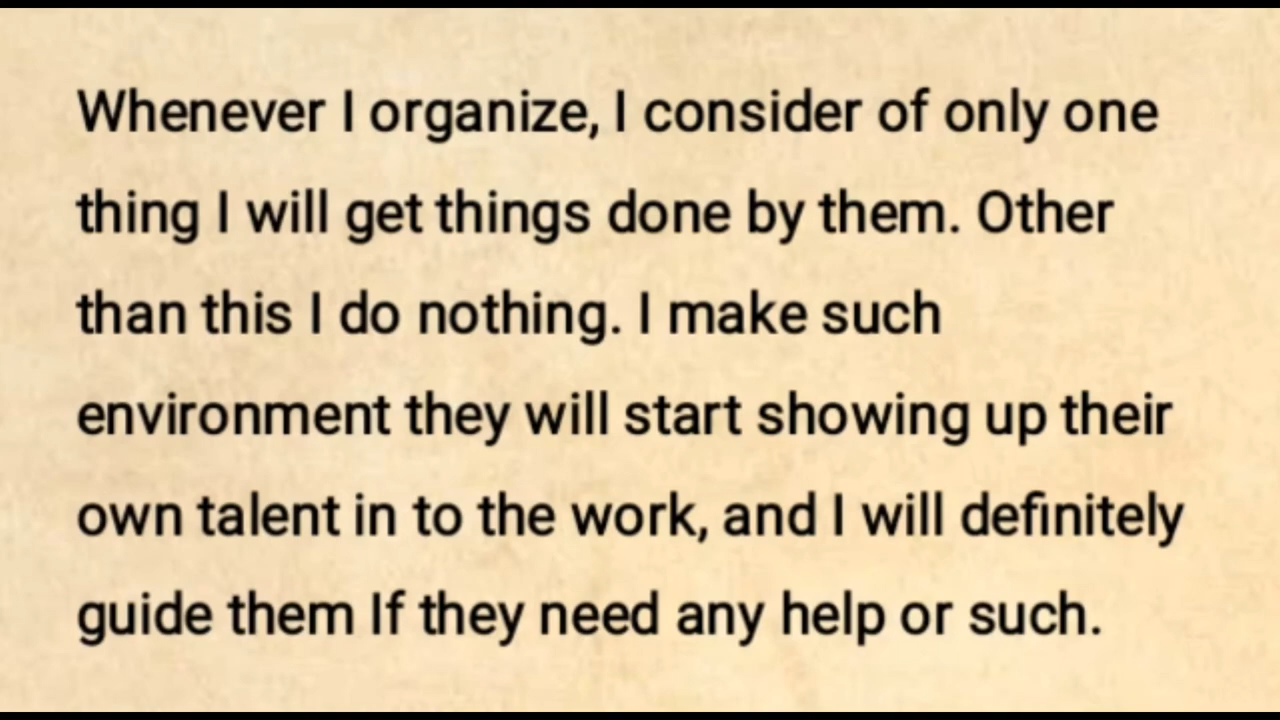 Whenever I organize, I consider of only one
thing I will get things done by them. Other
than this I do nothing. I make such
environment they will start showing up their
own talent in to the work, and I will definitely
guide them If they need any help or such.